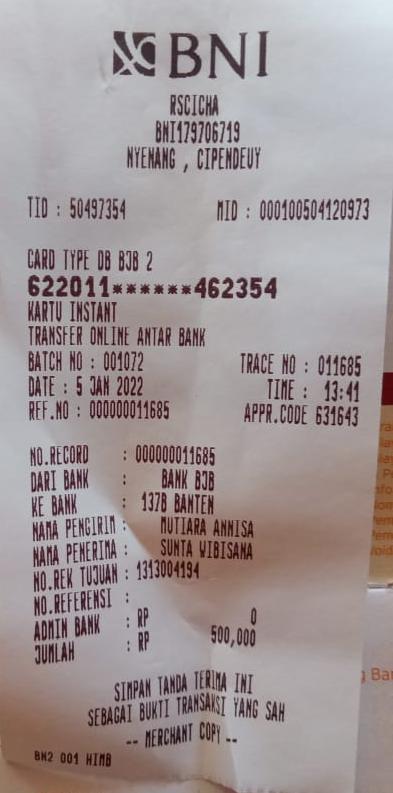 BNI
RSCICHA
BNI179706719
NYENANG , CIPENDEUY
TID : 50497354 MID : 000100504120973
CARD TYPE DB BJB 2
622011******462354
KARTU INSTANT
TRANSFER ONLINE ANTAR BANK
BATCH NO : 001072 TRACE NO : 011685
DATE : 5 JAN 2022 TIME : 13:41
REF.NO : 000000011685 APPR.CODE 631643
NO.RECORD : 000000011685
DARI BANK : BANK BJB
KE BANK : 137B BANTEN
NAMA PENGIRIM : MUTIARA ANNISA
NAMA PENERIMA : SUNTA WIBISANA
NO.REK TUJUAN : 1313004194
NO.REFERENSI :
ADMIN BANK : RP 0
JUMLAH : RP 500,000
SIMPAN TANDA TERIMA INI
SEBAGAI BUKTI TRANSAKSI YANG SAH
-- MERCHANT COPY --
BN2 001 HIMB